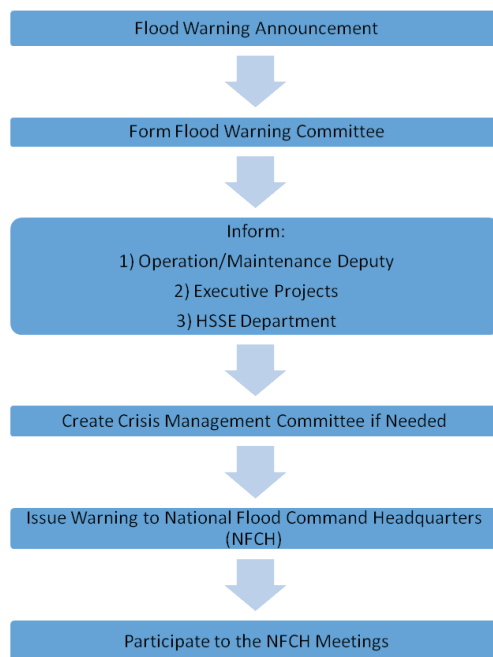 Flood Warning Announcement
Form Flood Warning Committee
Inform:
1) Operation/Maintenance Deputy
2) Executive Projects
3) HSSE Department
Create Crisis Management Committee if Needed
Issue Warning to National Flood Command Headquarters
(NFCH)
Participate to the NFCH Meetings